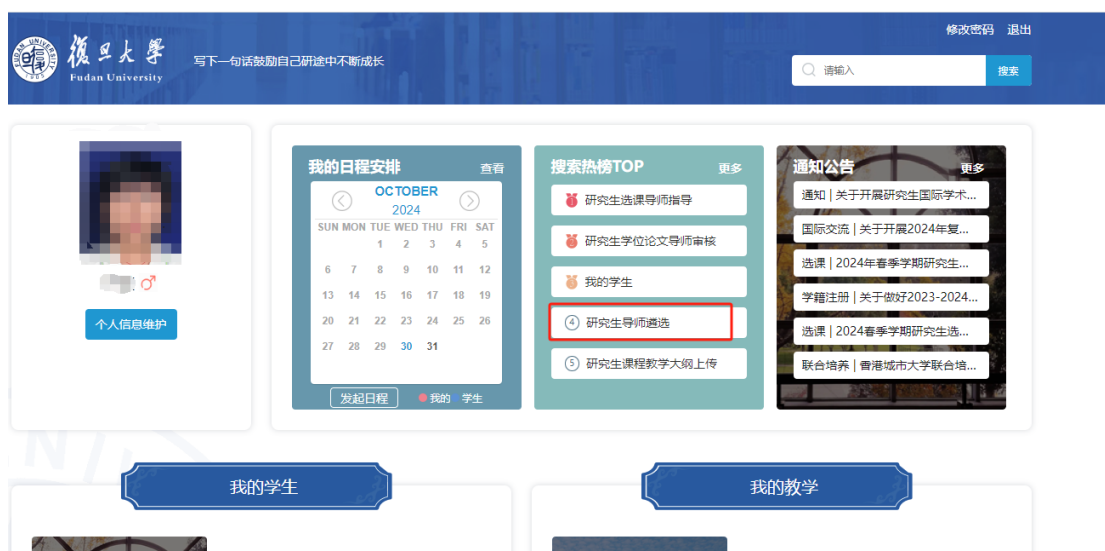 修改密码 退出
復旦大學
Fudan University
写下一句话鼓励自己研途中不断成长
请输入
搜索
个人信息维护
我的日程安排
查看
OCTOBER
2024
SUN MON TUE WED THU FRI SAT
1 2 3 4 5
6 7 8 9 10 11 12
13 14 15 16 17 18 19
20 21 22 23 24 25 26
27 28 29 30 31
发起日程
我的 学生
搜索热榜TOP
更多
研究生选课导师指导
研究生学位论文导师审核
我的学生
④ 研究生导师遴选
⑤ 研究生课程教学大纲上传
通知公告
更多
通知 | 关于开展研究生国际学术...
国际交流 | 关于开展2024年复...
选课 | 2024年春季学期研究生...
学籍注册 | 关于做好2023-2024...
选课 | 2024春季学期研究生选...
联合培养 | 香港城市大学联合培...
我的学生
我的教学